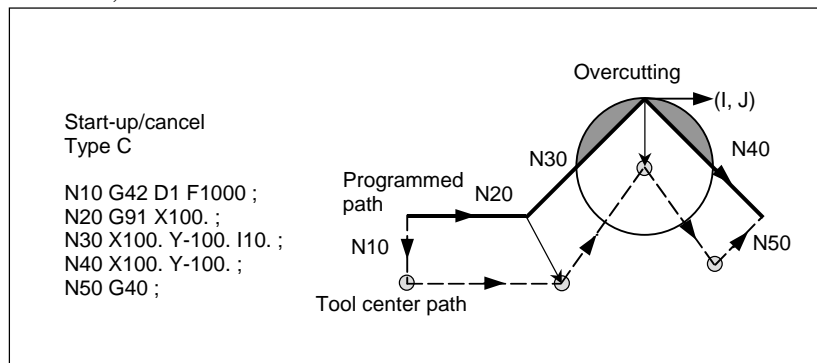 Start-up/cancel
Type C
N10 G42 D1 F1000 ;
N20 G91 X100. ;
N30 X100. Y-100. I10. ;
N40 X100. Y-100. ;
N50 G40 ;
Overcutting
(I, J)
N30
N40
Programmed
path
N20
N10
N50
Tool center path